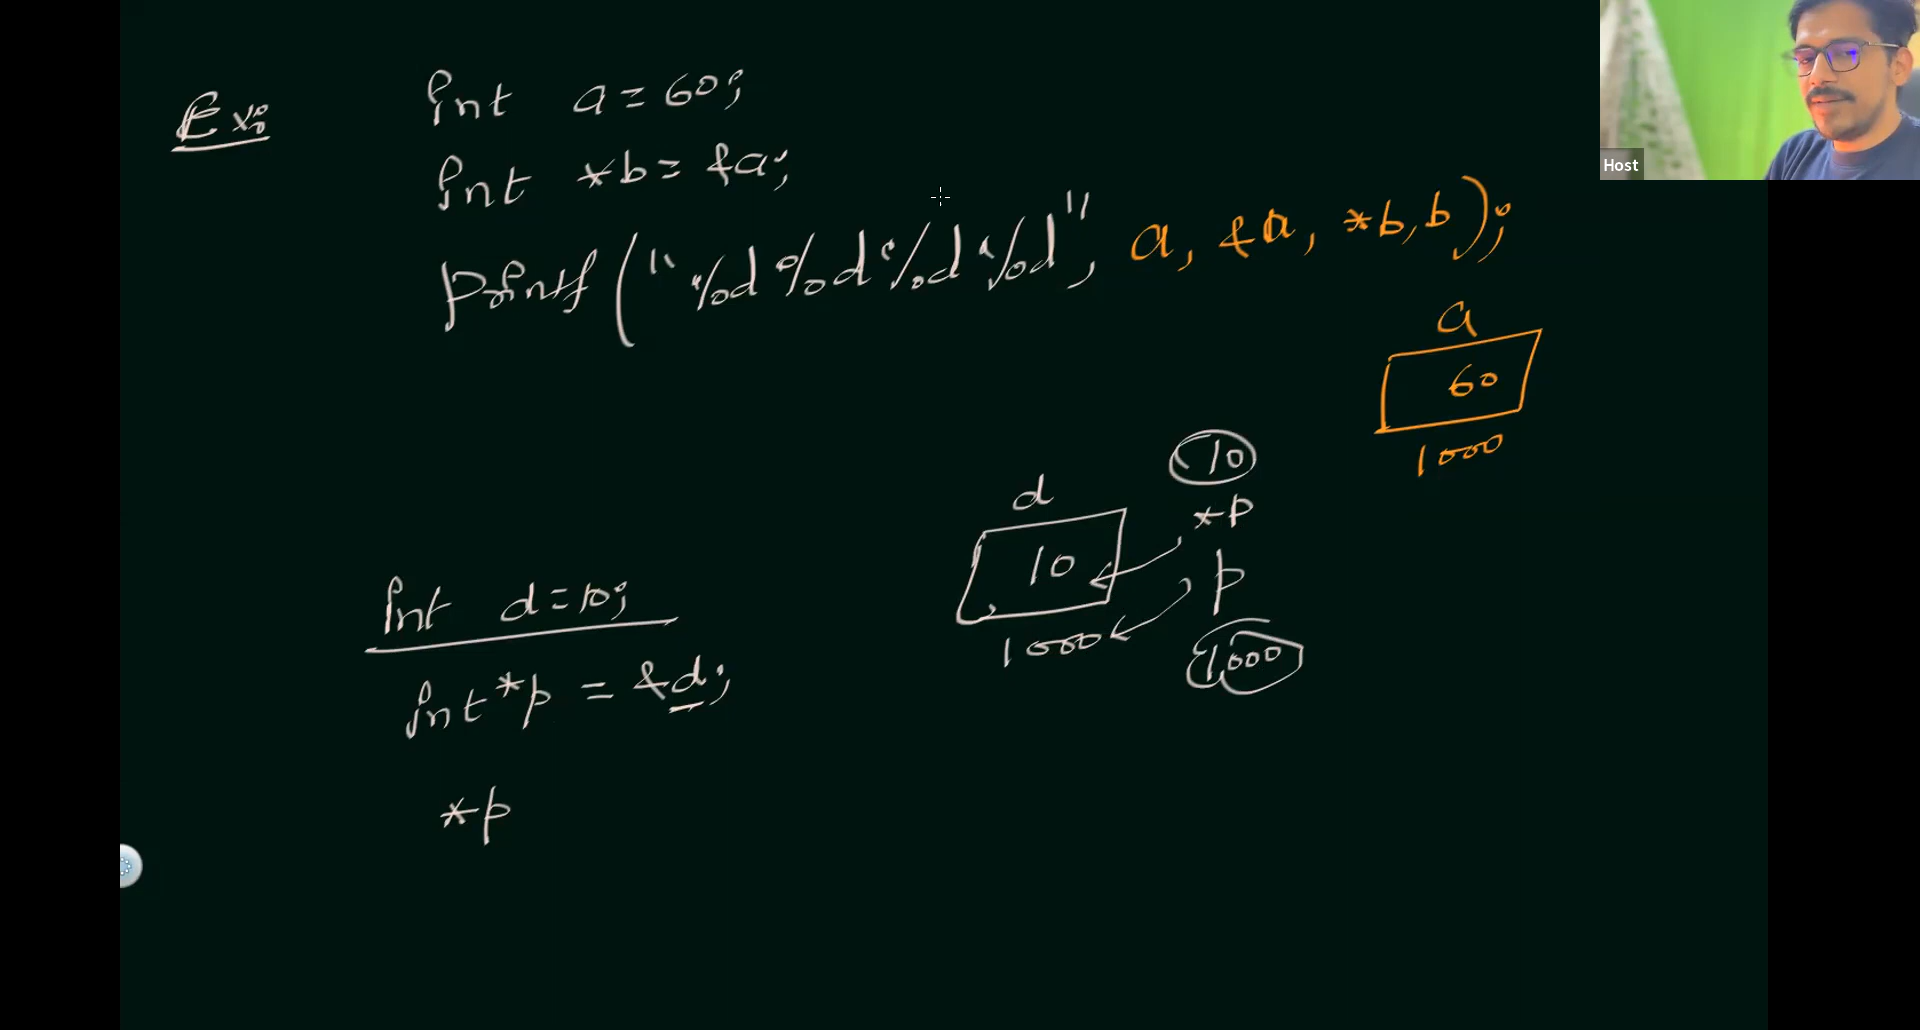 Host
Ex:
int a=60;
int *b=&a;
printf("%d %d %d %d", a, &a, *b, b);
a
60
1000
10
d
*p
10
p
1000
1000
int d=10;
int *p = &d;
*p